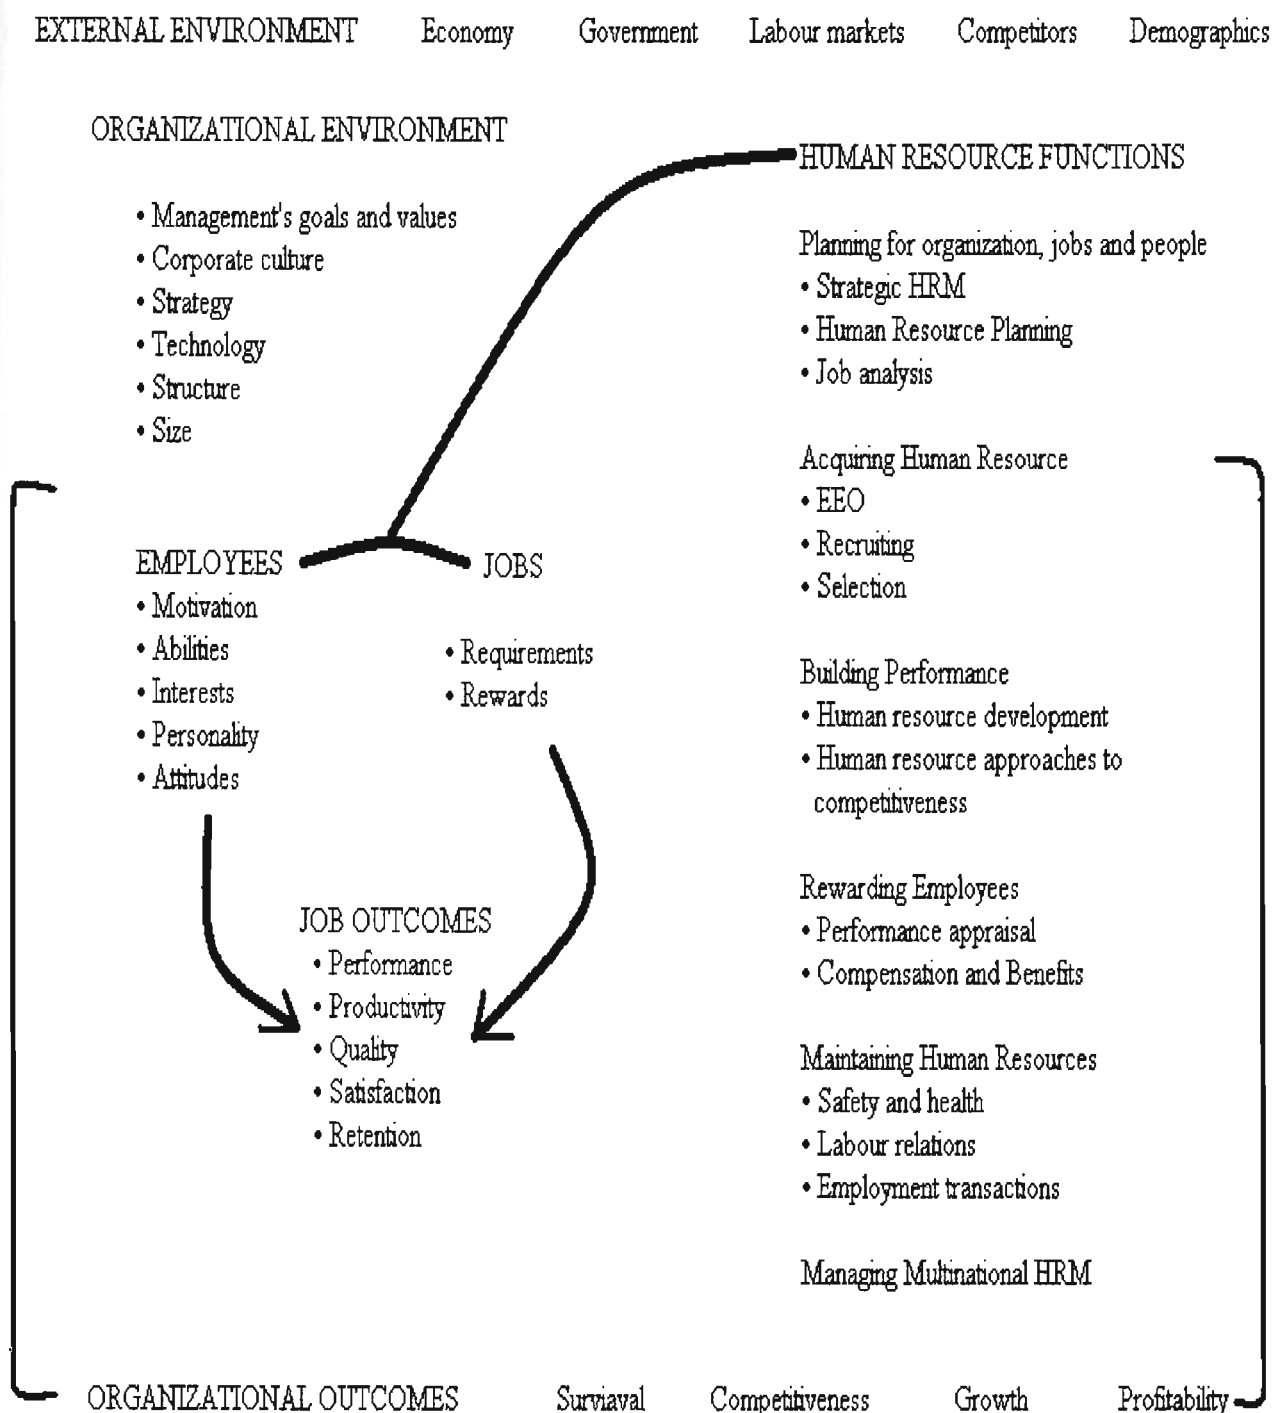 EXTERNAL ENVIRONMENT Economy Government Labour markets Competitors Demographics
ORGANIZATIONAL ENVIRONMENT
• Management's goals and values
• Corporate culture
• Strategy
• Technology
• Structure
• Size
EMPLOYEES
• Motivation
• Abilities
• Interests
• Personality
• Attitudes
JOBS
• Requirements
• Rewards
JOB OUTCOMES
• Performance
• Productivity
• Quality
• Satisfaction
• Retention
HUMAN RESOURCE FUNCTIONS
Planning for organization, jobs and people
• Strategic HRM
• Human Resource Planning
• Job analysis
Acquiring Human Resource
• EEO
• Recruiting
• Selection
Building Performance
• Human resource development
• Human resource approaches to
competitiveness
Rewarding Employees
• Performance appraisal
• Compensation and Benefits
Maintaining Human Resources
• Safety and health
• Labour relations
• Employment transactions
Managing Multinational HRM
ORGANIZATIONAL OUTCOMES Surviaval Competitiveness Growth Profitability